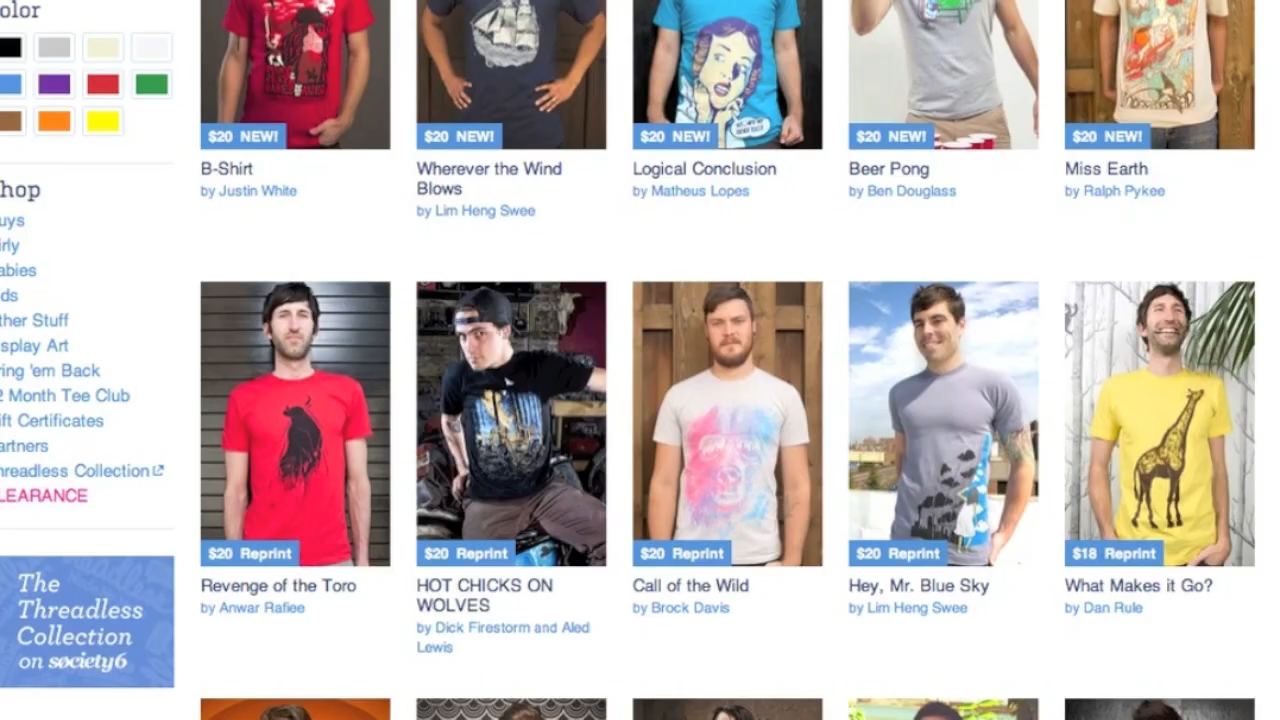 olor
$20 NEW!
$20 NEW!
$20 NEW!
$20 NEW!
$20 NEW!
B-Shirt
by Justin White
Wherever the Wind
Blows
by Lim Heng Swee
Logical Conclusion
by Matheus Lopes
Beer Pong
by Ben Douglass
Miss Earth
by Ralph Pykee
hop
uys
irly
abies
ds
ther Stuff
splay Art
ring 'em Back
2 Month Tee Club
ift Certificates
artners
hreadless Collection
LEARANCE
The
Threadless
Collection
on society6
$20 Reprint
$20 Reprint
$20 Reprint
$20 Reprint
$18 Reprint
Revenge of the Toro
by Anwar Rafiee
HOT CHICKS ON
WOLVES
by Dick Firestorm and Aled
Lewis
Call of the Wild
by Brock Davis
Hey, Mr. Blue Sky
by Lim Heng Swee
What Makes it Go?
by Dan Rule